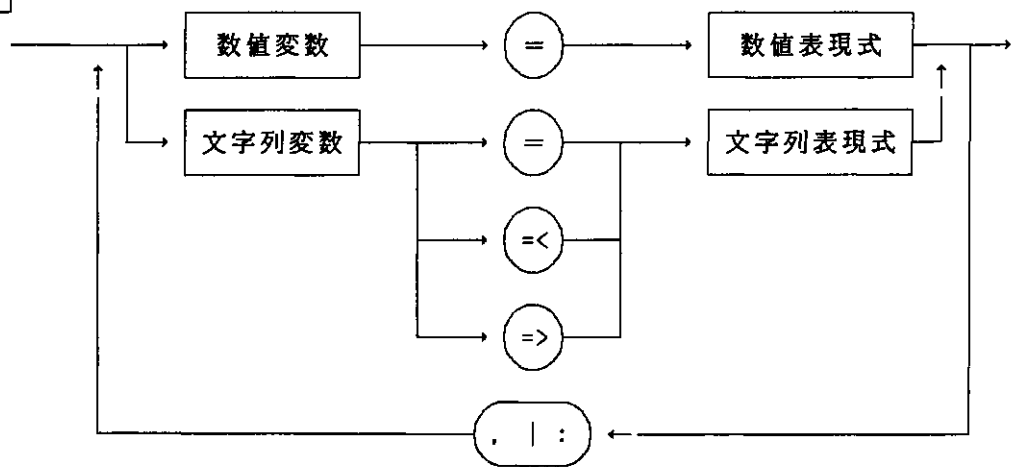 数値変数 = 数値表現式
文字列変数 = 文字列表現式
=<
=>
, | :